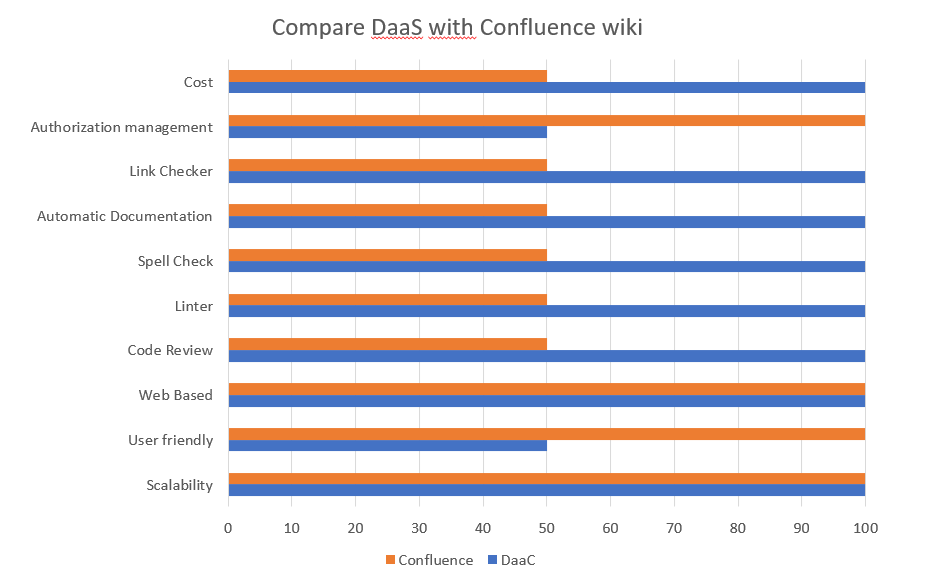 Compare DaaS with Confluence wiki
Cost
Authorization management
Link Checker
Automatic Documentation
Spell Check
Linter
Code Review
Web Based
User friendly
Scalability
0 10 20 30 40 50 60 70 80 90 100
Confluence DaaC